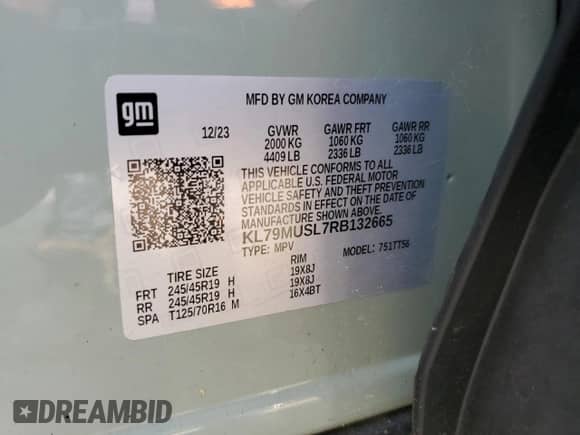 gm
MFD BY GM KOREA COMPANY
12/23 GVWR GAWR FRT GAWR RR
2000 KG 1060 KG 1060 KG
4409 LB 2336 LB 2336 LB
THIS VEHICLE CONFORMS TO ALL
APPLICABLE U.S. FEDERAL MOTOR
VEHICLE SAFETY AND THEFT PREVENTION
STANDARDS IN EFFECT ON THE DATE OF
MANUFACTURE SHOWN ABOVE.
KL79MUSL7RB132665
TYPE: MPV MODEL: 751TT56
TIRE SIZE RIM
FRT 245/45R19 H 19X8J
RR 245/45R19 H 19X8J
SPA T125/70R16 M 16X4BT
DREAMBID